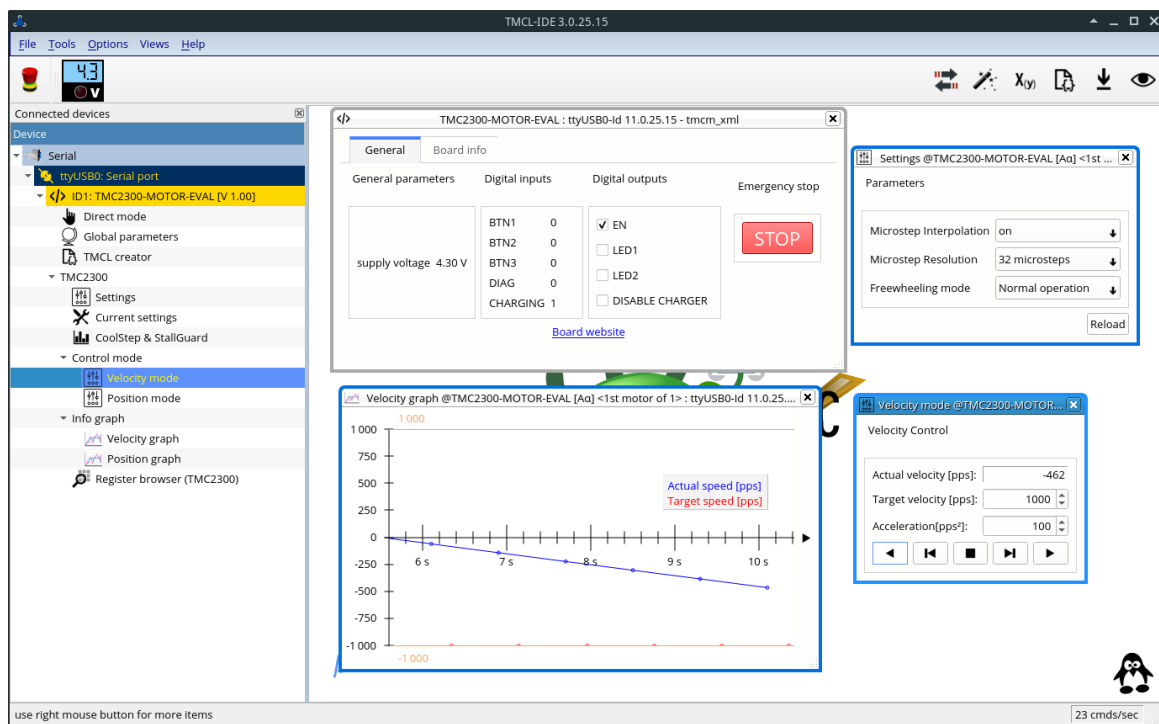 TMCL-IDE 3.0.25.15
File Tools Options Views Help
4.3
V
X(y)
Connected devices
Device
Serial
ttyUSB0: Serial port
</> ID1: TMC2300-MOTOR-EVAL [V 1.00]
Direct mode
Global parameters
TMCL creator
TMC2300
Settings
Current settings
CoolStep & StallGuard
Control mode
Velocity mode
Position mode
Info graph
Velocity graph
Position graph
Register browser (TMC2300)
</> TMC2300-MOTOR-EVAL : ttyUSB0-Id 11.0.25.15 - tmcm_xml
General Board info
General parameters Digital inputs Digital outputs Emergency stop
supply voltage 4.30 V
BTN1 0
BTN2 0
BTN3 0
DIAG 0
CHARGING 1
EN
LED1
LED2
DISABLE CHARGER
STOP
Board website
Settings @TMC2300-MOTOR-EVAL [Aα] <1st ...
Parameters
Microstep Interpolation on
Microstep Resolution 32 microsteps
Freewheeling mode Normal operation
Reload
Velocity graph @TMC2300-MOTOR-EVAL [Aα] <1st motor of 1> : ttyUSB0-Id 11.0.25....
1 000
1 000
750
500
250
0
-250
-500
-750
-1 000
-1 000
Actual speed [pps]
Target speed [pps]
6 s 7 s 8 s 9 s 10 s
C
Velocity mode @TMC2300-MOTOR...
Velocity Control
Actual velocity [pps]: -462
Target velocity [pps]: 1000
Acceleration[pps²]: 100
use right mouse button for more items
23 cmds/sec